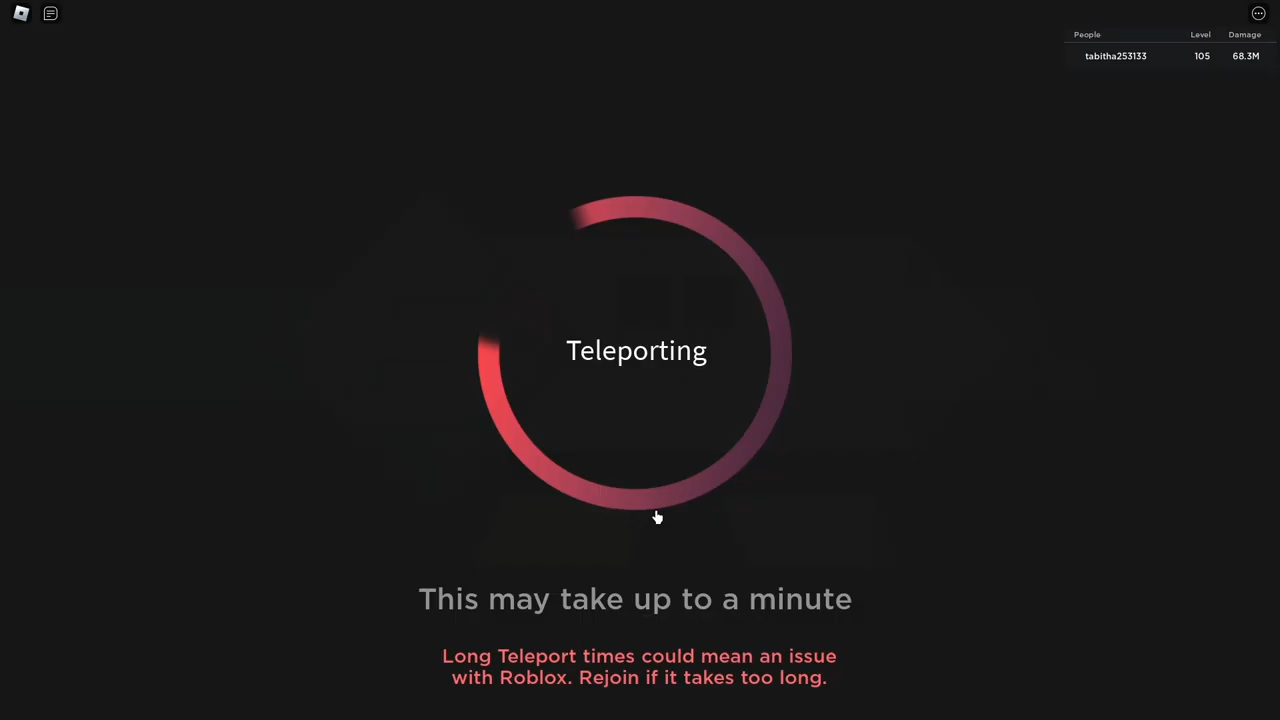 People Level Damage
tabitha253133 105 68.3M
Teleporting
This may take up to a minute
Long Teleport times could mean an issue
with Roblox. Rejoin if it takes too long.